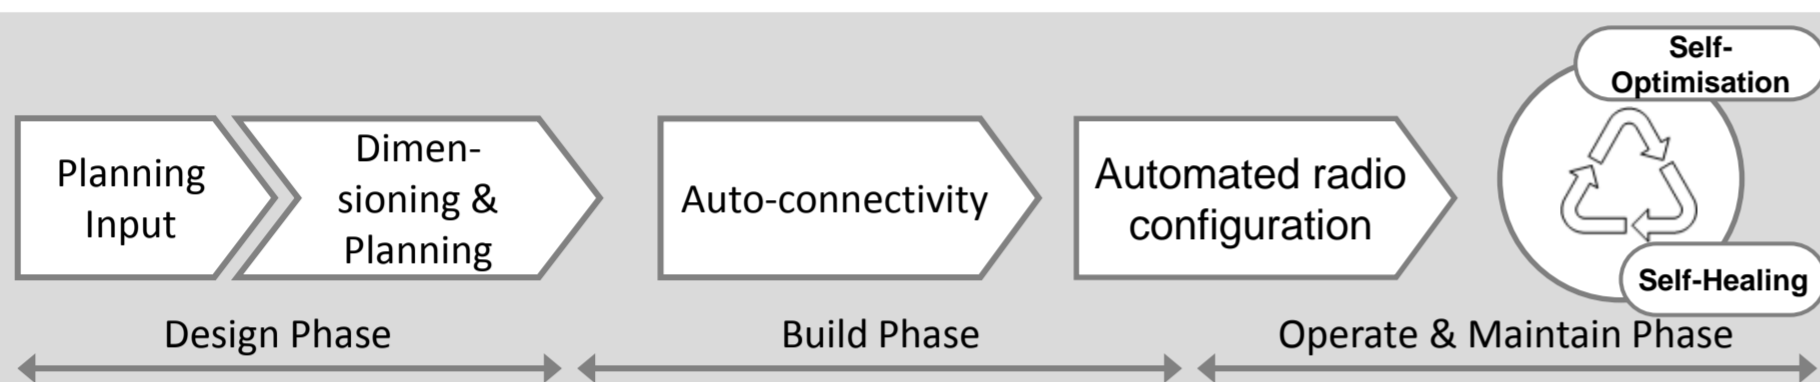 Planning
Input
Dimen-
sioning &
Planning
Auto-connectivity
Automated radio
configuration
Self-
Optimisation
Self-Healing
Design Phase
Build Phase
Operate & Maintain Phase